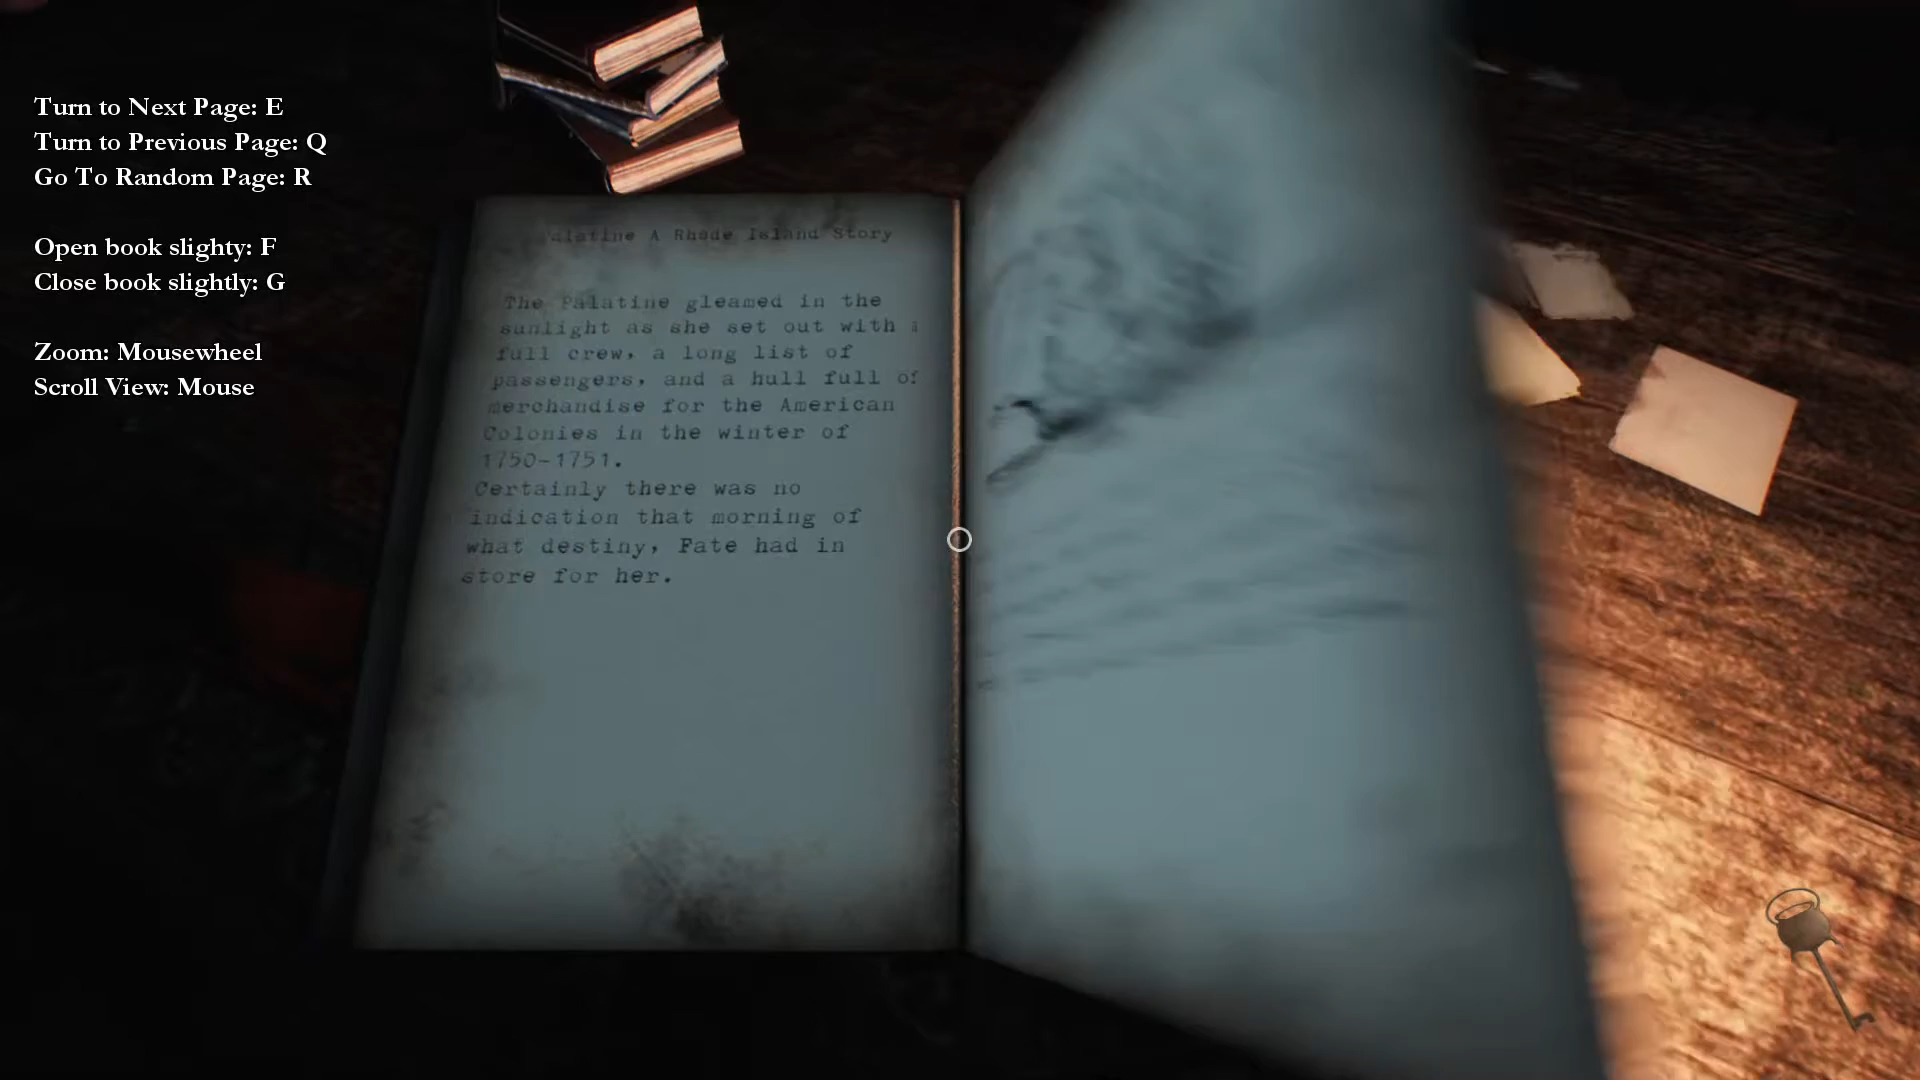 Turn to Next Page: E
Turn to Previous Page: Q
Go To Random Page: R
Open book slighty: F
Close book slightly: G
Zoom: Mousewheel
Scroll View: Mouse
Palatine A Rhode Island Story
The Palatine gleamed in the
sunlight as she set out with a
full crew, a long list of
passengers, and a hull full of
merchandise for the American
Colonies in the winter of
1750-1751.
Certainly there was no
indication that morning of
what destiny, Fate had in
store for her.